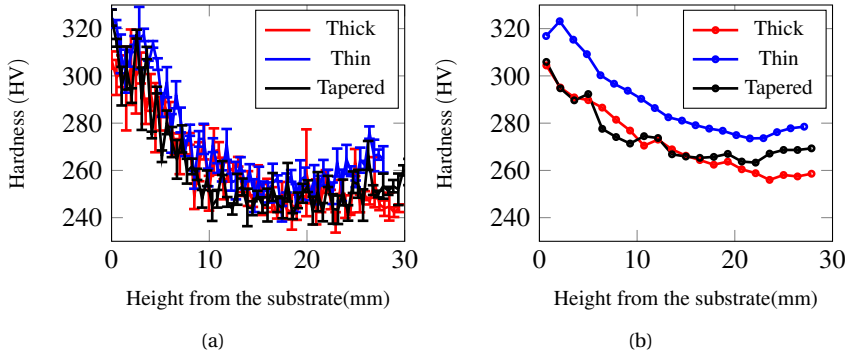 320
300
280
260
240
Hardness (HV)
Thick
Thin
Tapered
0
10
20
30
Height from the substrate(mm)
(a)
320
300
280
260
240
Hardness (HV)
Thick
Thin
Tapered
0
10
20
30
Height from the substrate(mm)
(b)